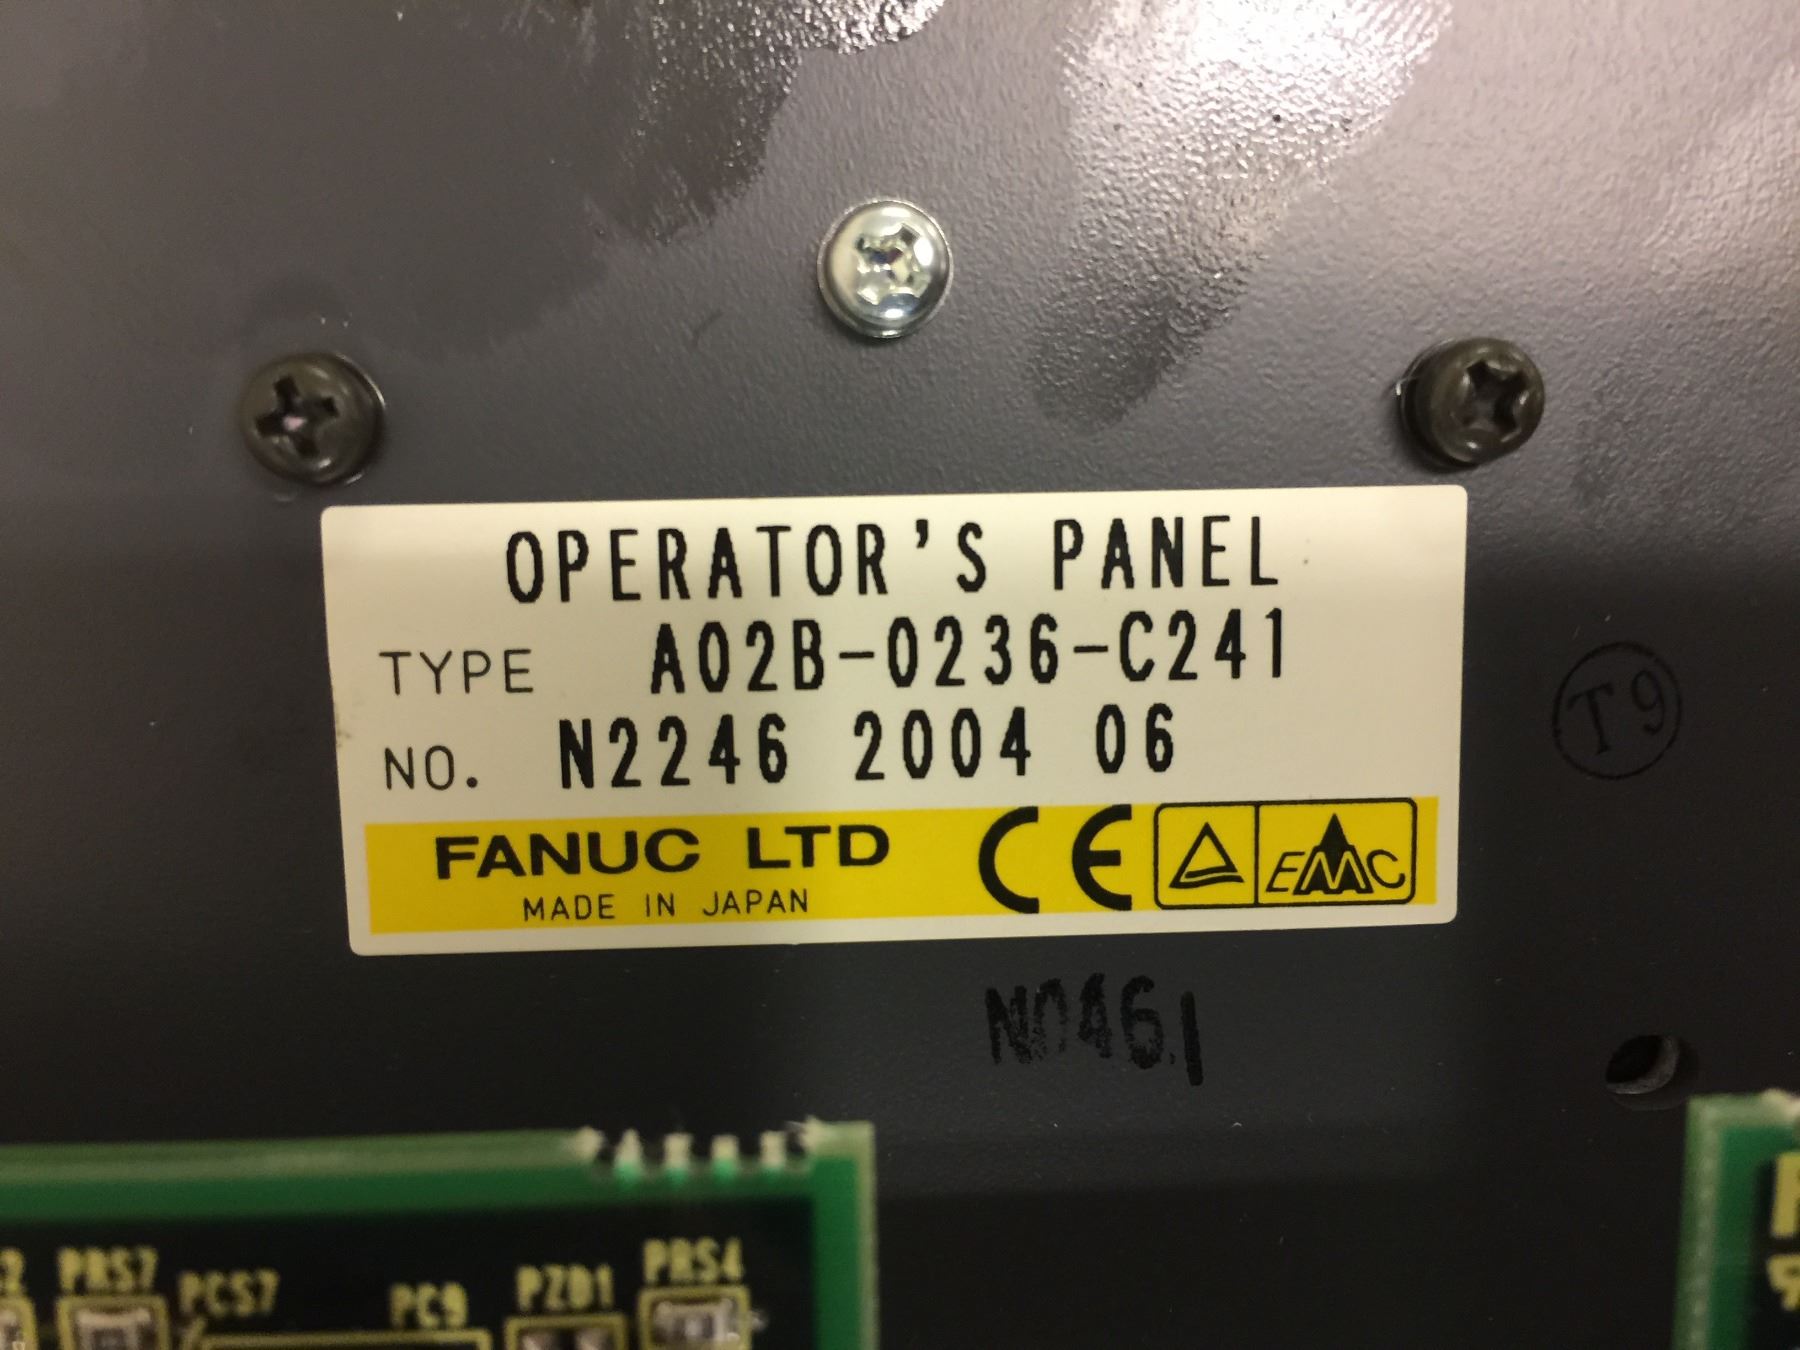 OPERATOR'S PANEL
TYPE A02B-0236-C241
NO. N2246 2004 06
FANUC LTD CE EMC
MADE IN JAPAN
T9
PRS7 PCS7 PC9 PZD1 PRS4